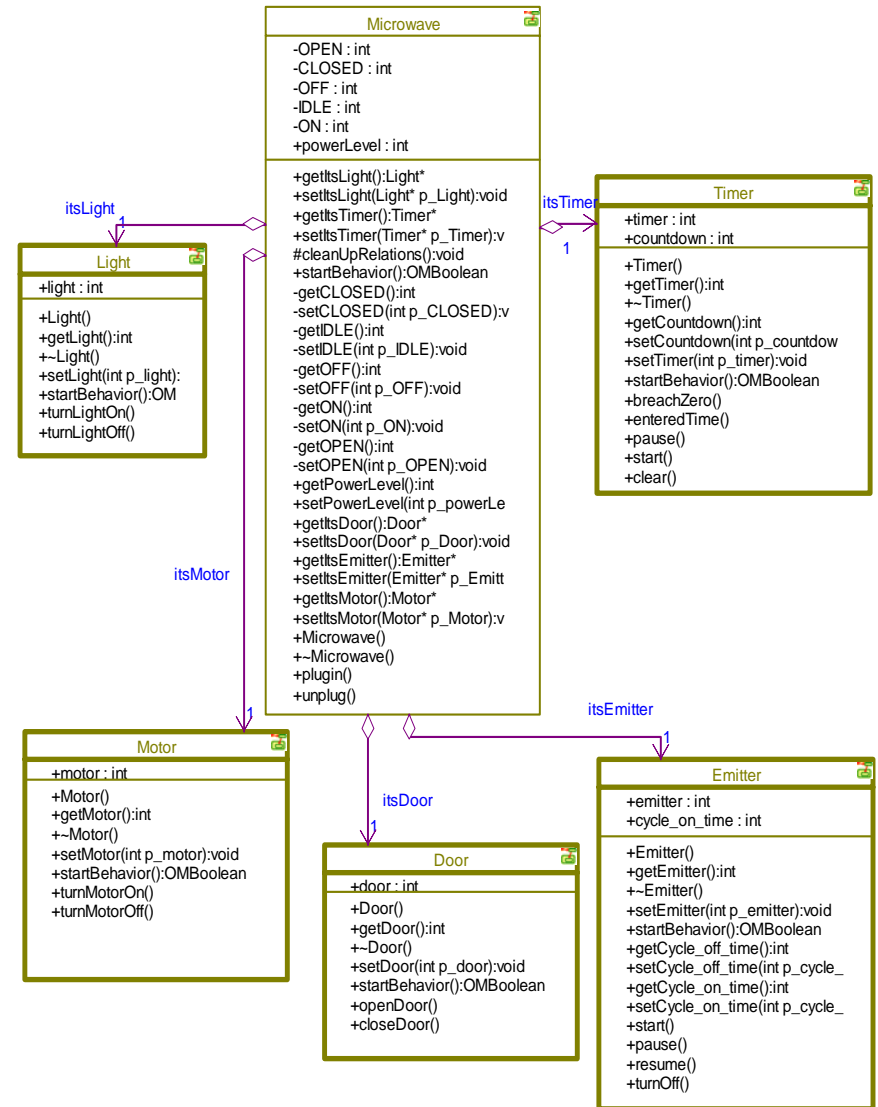 Microwave
-OPEN : int
-CLOSED : int
-OFF : int
-IDLE : int
-ON : int
+powerLevel : int
+getItsLight():Light*
+setItsLight(Light* p_Light):void
+getItsTimer():Timer*
+setItsTimer(Timer* p_Timer):v
#cleanUpRelations():void
+startBehavior():OMBoolean
-getCLOSED():int
-setCLOSED(int p_CLOSED):v
-getIDLE():int
-setIDLE(int p_IDLE):void
-getOFF():int
-setOFF(int p_OFF):void
-getON():int
-setON(int p_ON):void
-getOPEN():int
-setOPEN(int p_OPEN):void
+getPowerLevel():int
+setPowerLevel(int p_powerLe
+getItsDoor():Door*
+setItsDoor(Door* p_Door):void
+getItsEmitter():Emitter*
+setItsEmitter(Emitter* p_Emitt
+getItsMotor():Motor*
+setItsMotor(Motor* p_Motor):v
+Microwave()
+~Microwave()
+plugin()
+unplug()
itsLight
1
Light
+light : int
+Light()
+getLight():int
+~Light()
+setLight(int p_light):
+startBehavior():OM
+turnLightOn()
+turnLightOff()
itsTimer
1
Timer
+timer : int
+countdown : int
+Timer()
+getTimer():int
+~Timer()
+getCountdown():int
+setCountdown(int p_countdow
+setTimer(int p_timer):void
+startBehavior():OMBoolean
+breachZero()
+enteredTime()
+pause()
+start()
+clear()
itsMotor
1
Motor
+motor : int
+Motor()
+getMotor():int
+~Motor()
+setMotor(int p_motor):void
+startBehavior():OMBoolean
+turnMotorOn()
+turnMotorOff()
itsDoor
1
Door
+door : int
+Door()
+getDoor():int
+~Door()
+setDoor(int p_door):void
+startBehavior():OMBoolean
+openDoor()
+closeDoor()
itsEmitter
1
Emitter
+emitter : int
+cycle_on_time : int
+Emitter()
+getEmitter():int
+~Emitter()
+setEmitter(int p_emitter):void
+startBehavior():OMBoolean
+getCycle_off_time():int
+setCycle_off_time(int p_cycle_
+getCycle_on_time():int
+setCycle_on_time(int p_cycle_
+start()
+pause()
+resume()
+turnOff()